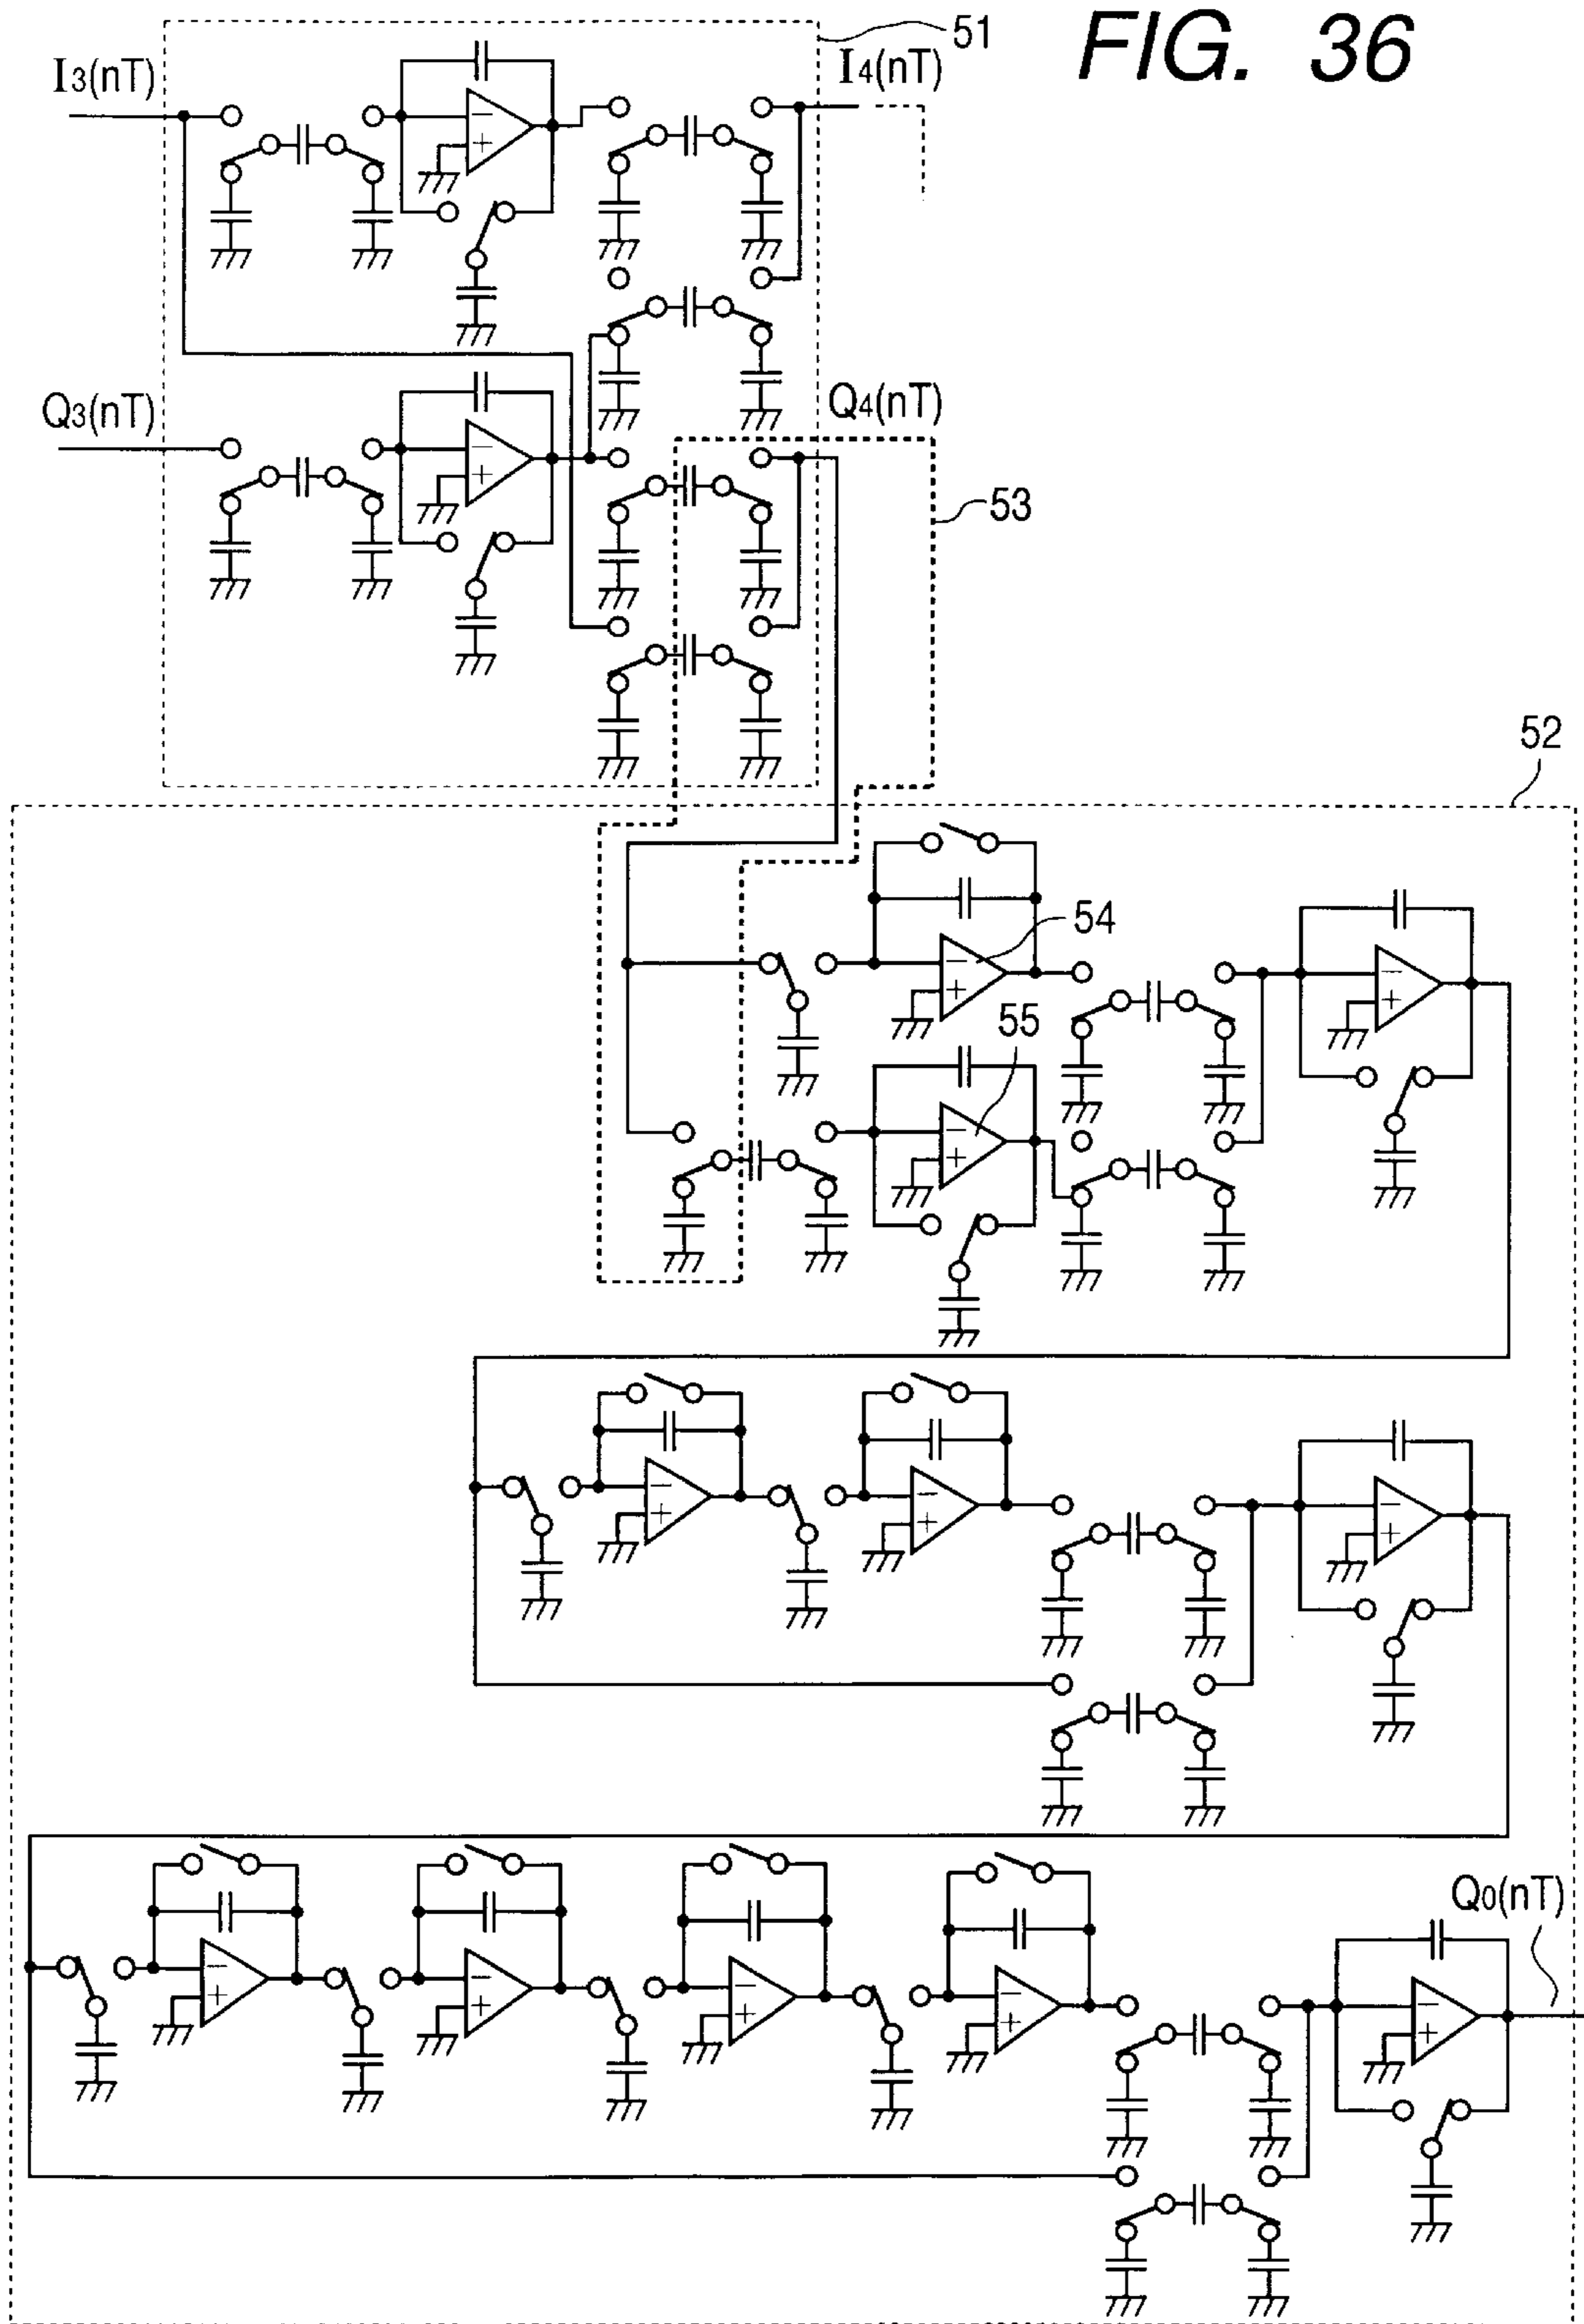 FIG. 36
51
I3(nT)
I4(nT)
Q3(nT)
Q4(nT)
53
52
54
55
Q0(nT)